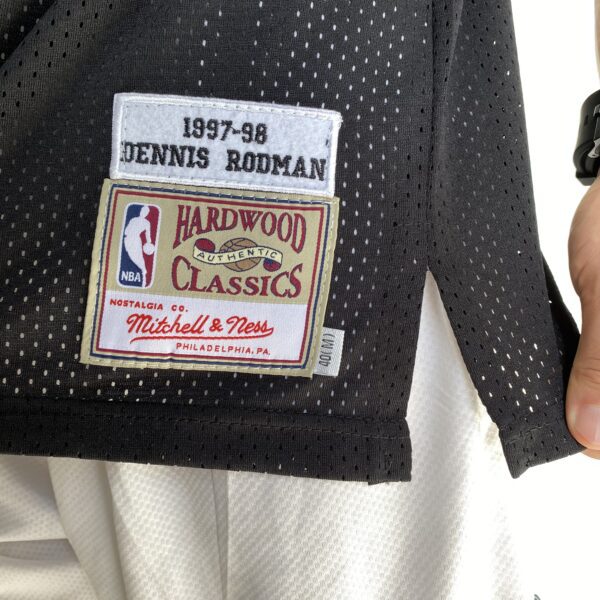 1997-98
DENNIS RODMAN
HARDWOOD
AUTHENTIC
CLASSICS
NBA
NOSTALGIA CO.
Mitchell & Ness
PHILADELPHIA, PA.
40(M)